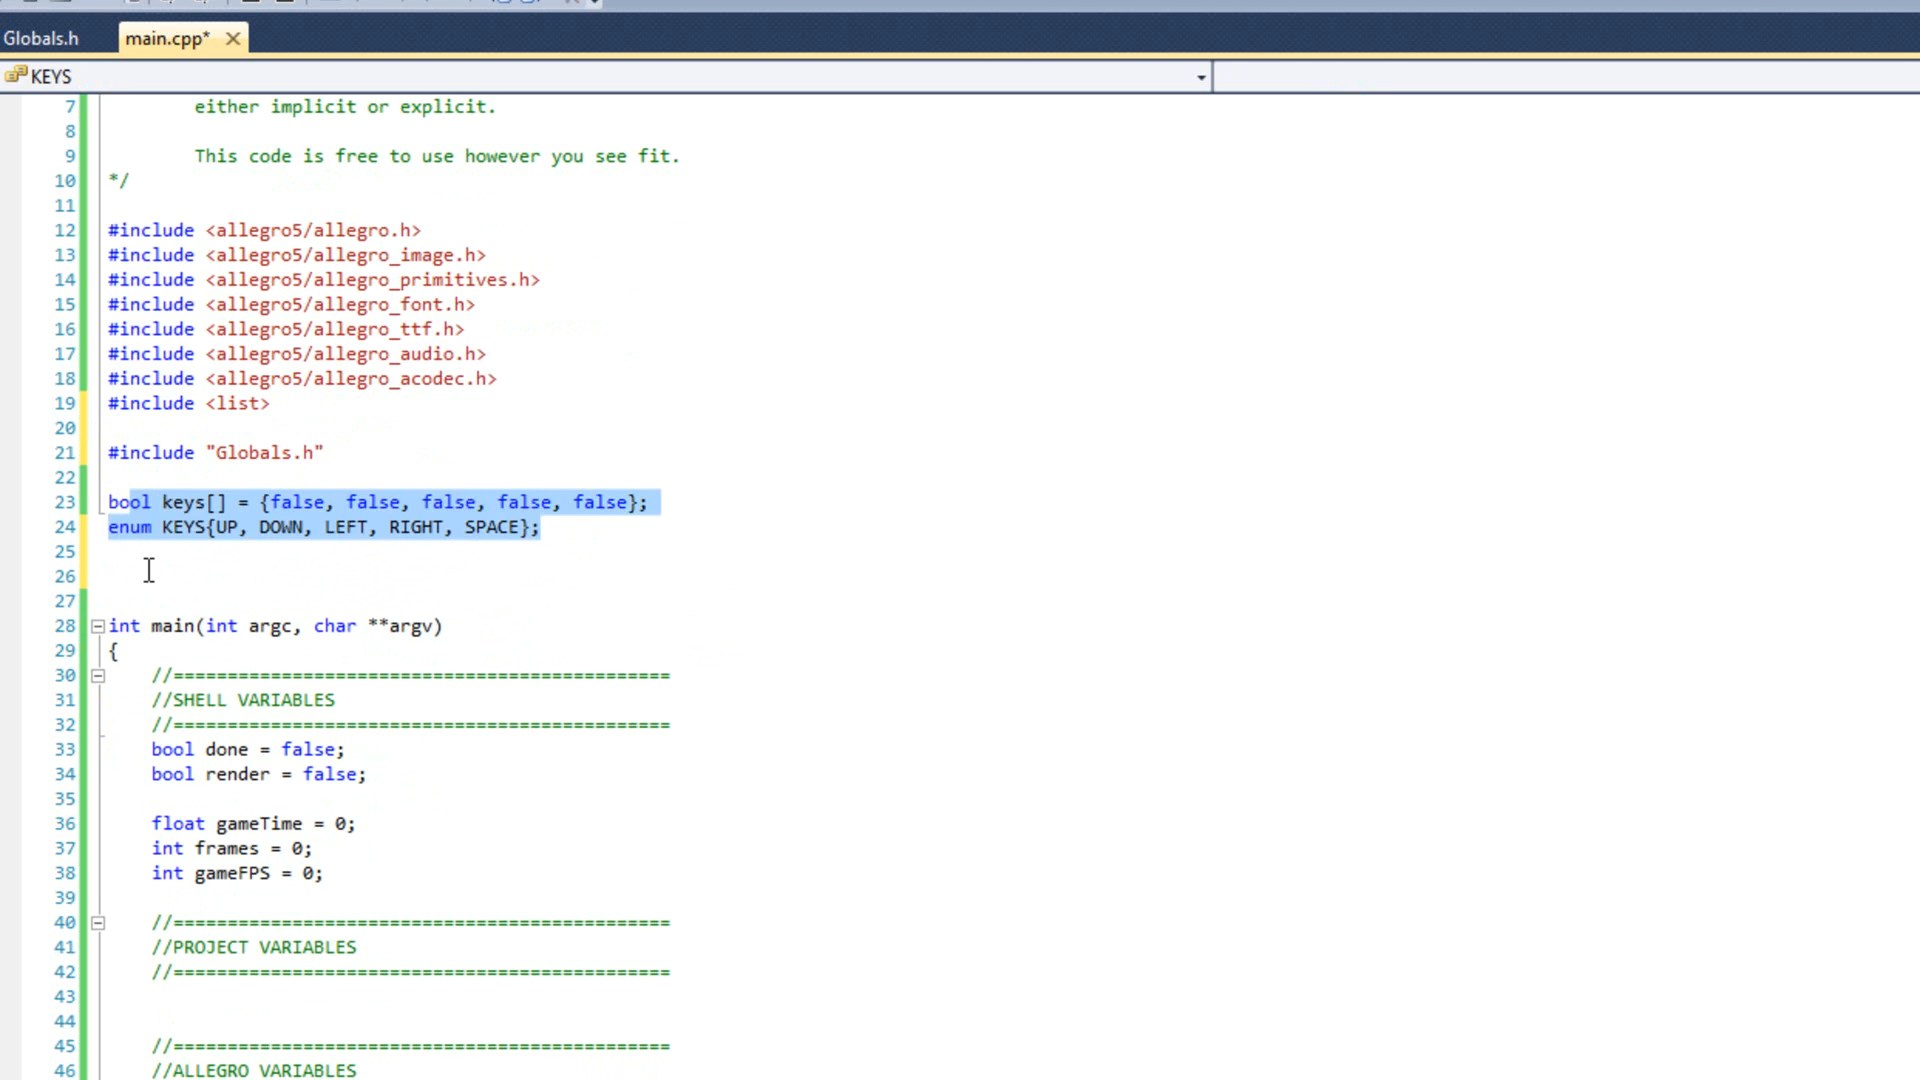 Globals.h
main.cpp*
KEYS
7 either implicit or explicit.
8
9 This code is free to use however you see fit.
10 */
11
12 #include <allegro5/allegro.h>
13 #include <allegro5/allegro_image.h>
14 #include <allegro5/allegro_primitives.h>
15 #include <allegro5/allegro_font.h>
16 #include <allegro5/allegro_ttf.h>
17 #include <allegro5/allegro_audio.h>
18 #include <allegro5/allegro_acodec.h>
19 #include <list>
20
21 #include "Globals.h"
22
23 bool keys[] = {false, false, false, false, false};
24 enum KEYS{UP, DOWN, LEFT, RIGHT, SPACE};
25
26
27
28 int main(int argc, char **argv)
29 {
30 //==============================================
31 //SHELL VARIABLES
32 //==============================================
33 bool done = false;
34 bool render = false;
35
36 float gameTime = 0;
37 int frames = 0;
38 int gameFPS = 0;
39
40 //==============================================
41 //PROJECT VARIABLES
42 //==============================================
43
44
45 //==============================================
46 //ALLEGRO VARIABLES